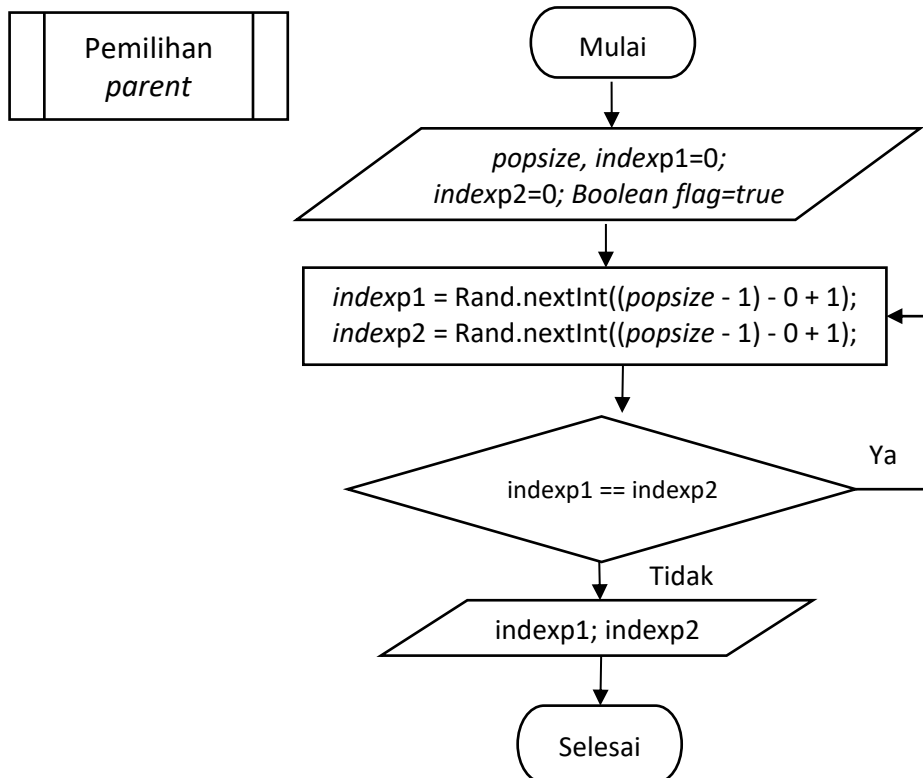 Pemilihan
parent
Mulai
popsize, indexp1=0;
indexp2=0; Boolean flag=true
indexp1 = Rand.nextInt((popsize - 1) - 0 + 1);
indexp2 = Rand.nextInt((popsize - 1) - 0 + 1);
Ya
indexp1 == indexp2
Tidak
indexp1; indexp2
Selesai